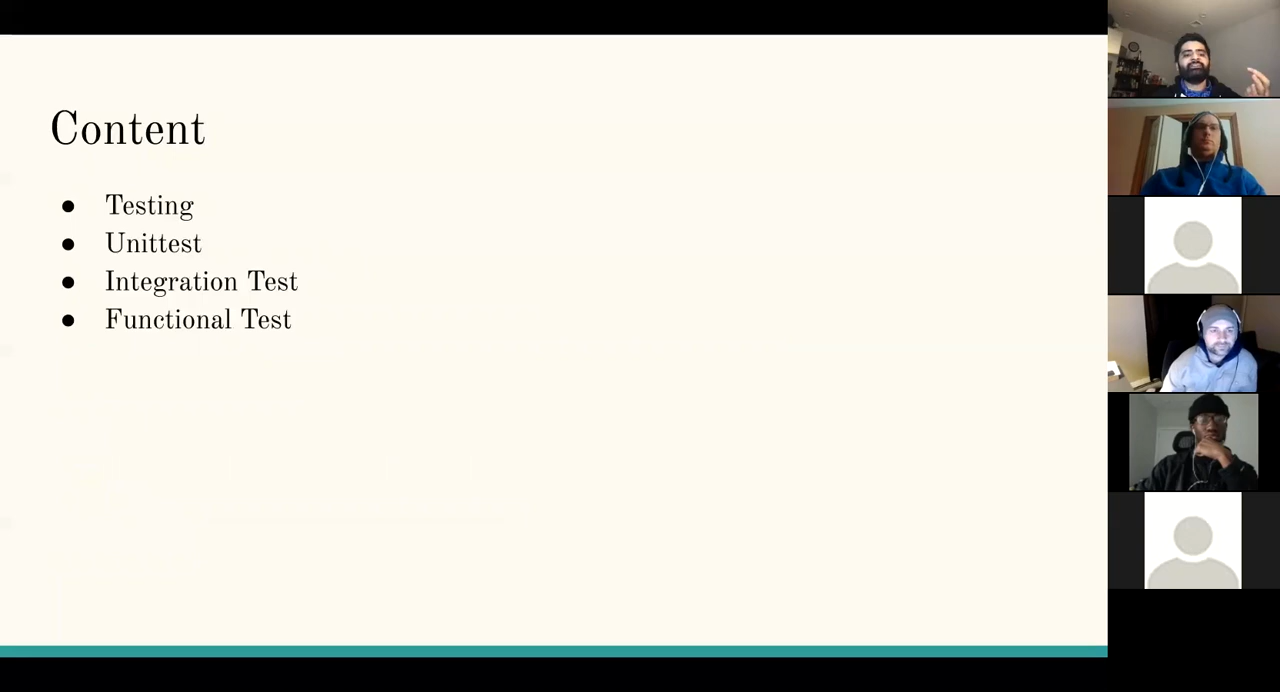 Content
● Testing
● Unittest
● Integration Test
● Functional Test